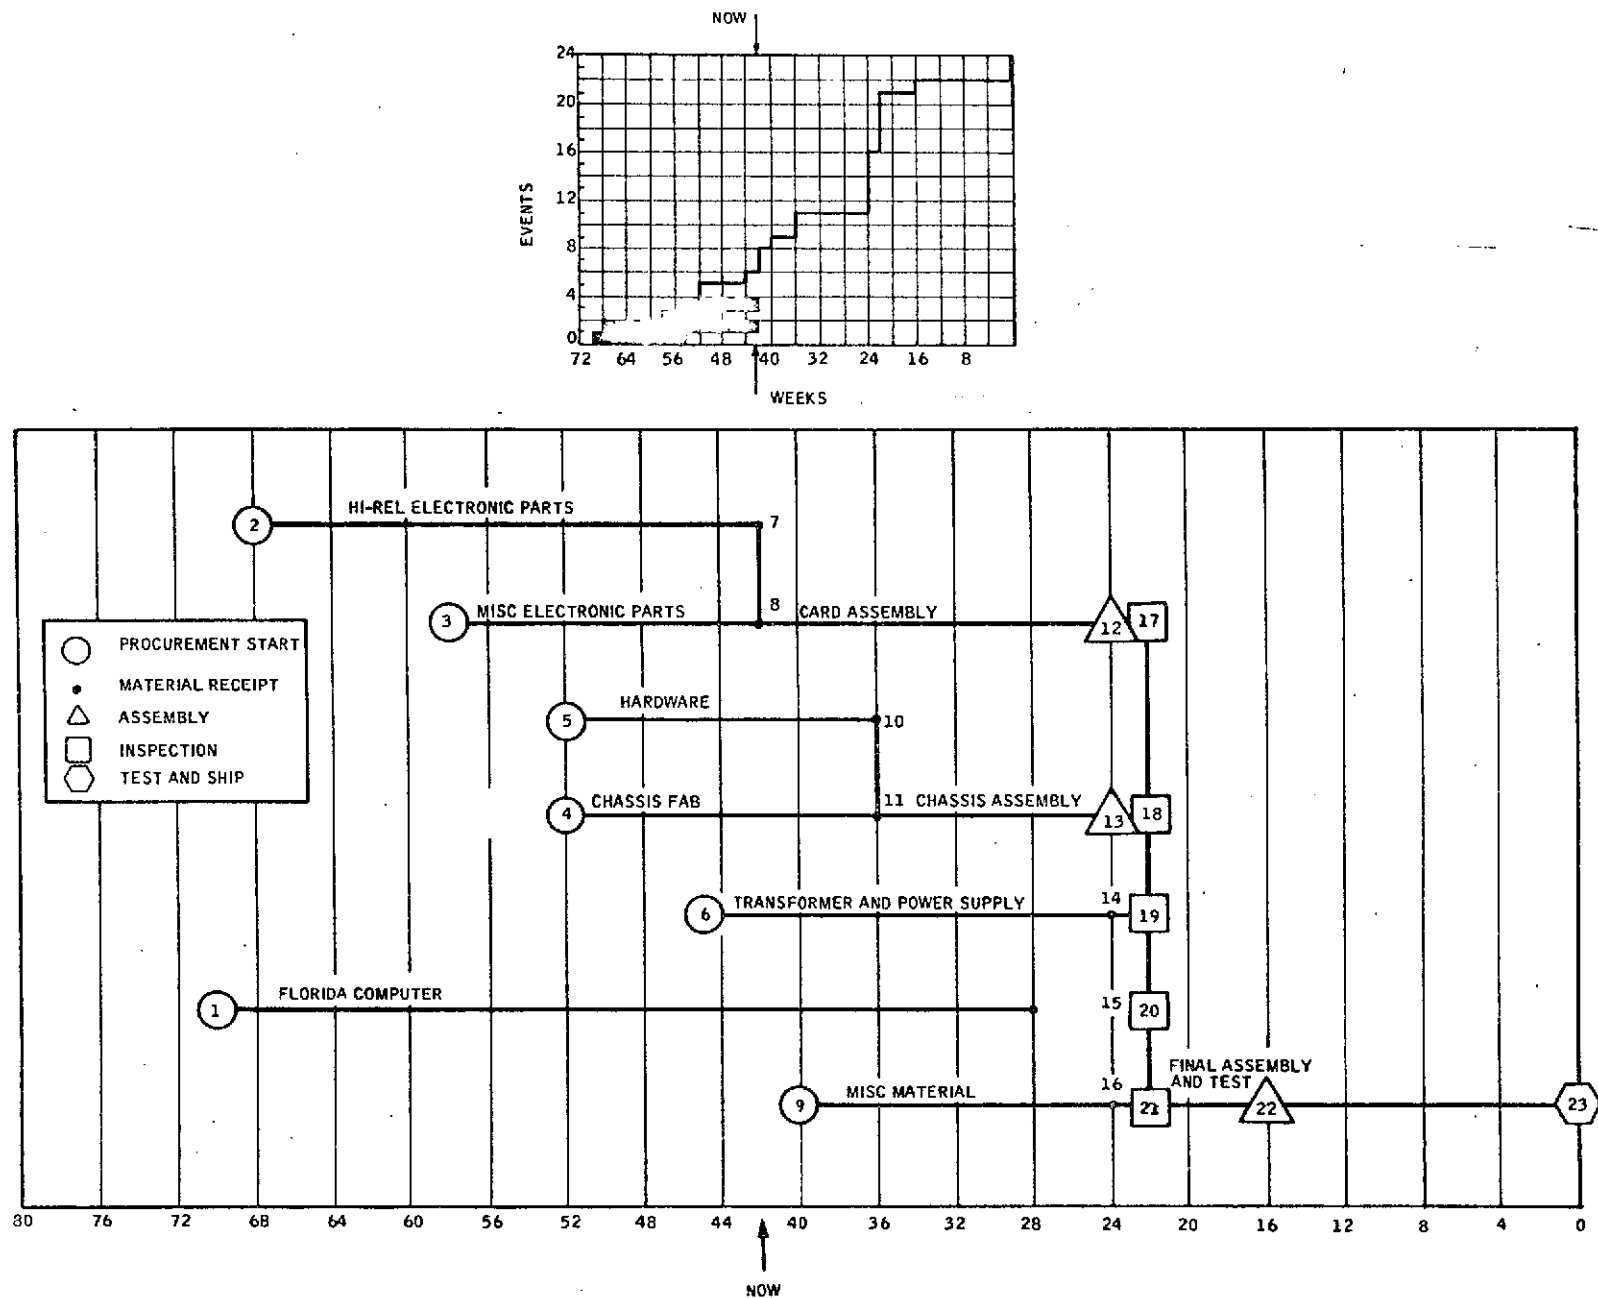 NOW
24
20
16
12
8
4
0
EVENTS
72 64 56 48 40 32 24 16 8
WEEKS
HI-REL ELECTRONIC PARTS
2
7
8
3
MISC ELECTRONIC PARTS
CARD ASSEMBLY
12
17
PROCUREMENT START
MATERIAL RECEIPT
ASSEMBLY
INSPECTION
TEST AND SHIP
HARDWARE
5
10
CHASSIS FAB
4
11
CHASSIS ASSEMBLY
13
18
6
TRANSFORMER AND POWER SUPPLY
14
19
FLORIDA COMPUTER
1
15
20
FINAL ASSEMBLY
AND TEST
9
MISC MATERIAL
16
21
22
23
80 76 72 68 64 60 56 52 48 44 40 36 32 28 24 20 16 12 8 4 0
NOW